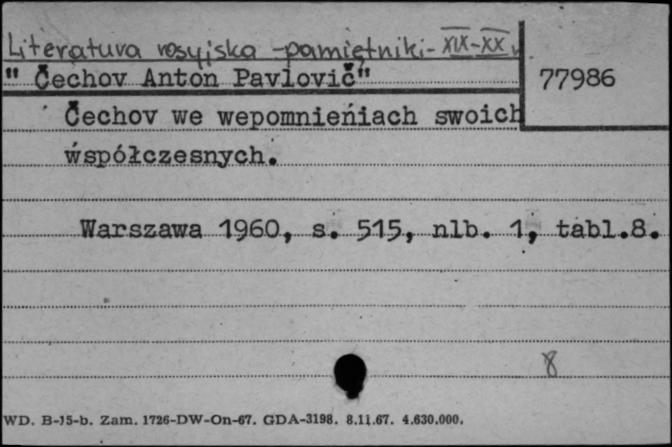 Literatura rosyjska - pamiętniki - XIX-XX w
" Čechov Anton Pavlovič"
77986
Čechov we wepomnieńiach swoich
współczesnych.
Warszawa 1960, s. 515, nlb. 1, tabl.8.
8
WD. B-15-b. Zam. 1726-DW-On-67. GDA-3198. 8.11.67. 4.630.000.